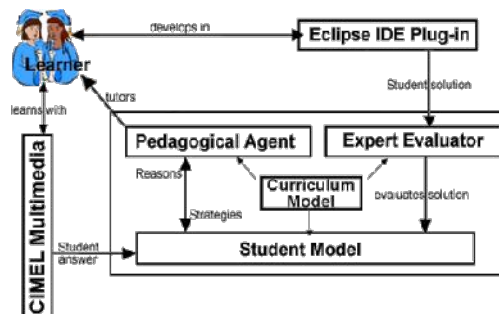 develops in
Eclipse IDE Plug-in
Learner
Student solution
learns with
tutors
Pedagogical Agent
Expert Evaluator
Reasons
Curriculum
Model
evaluates solution
Strategies
CIMEL Multimedia
Student
answer
Student Model